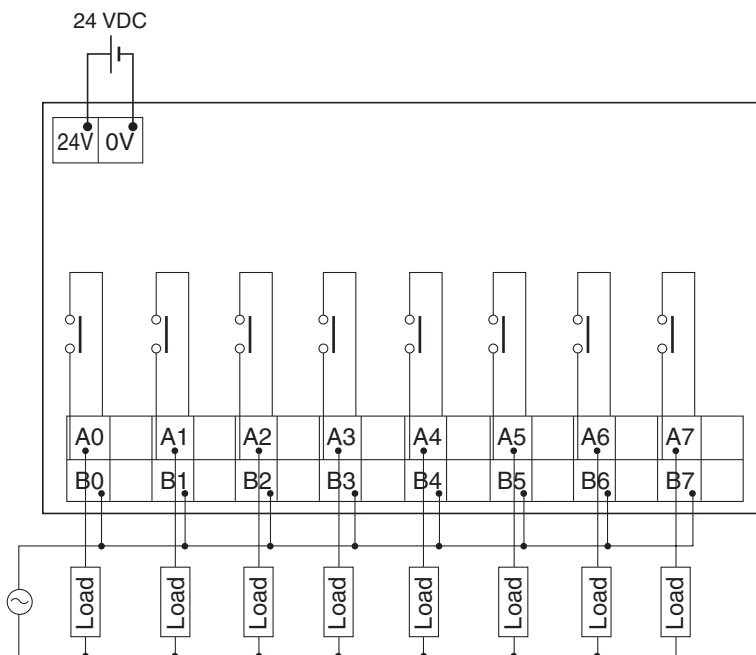 24 VDC
24V 0V
A0 A1 A2 A3 A4 A5 A6 A7
B0 B1 B2 B3 B4 B5 B6 B7
Load Load Load Load Load Load Load Load